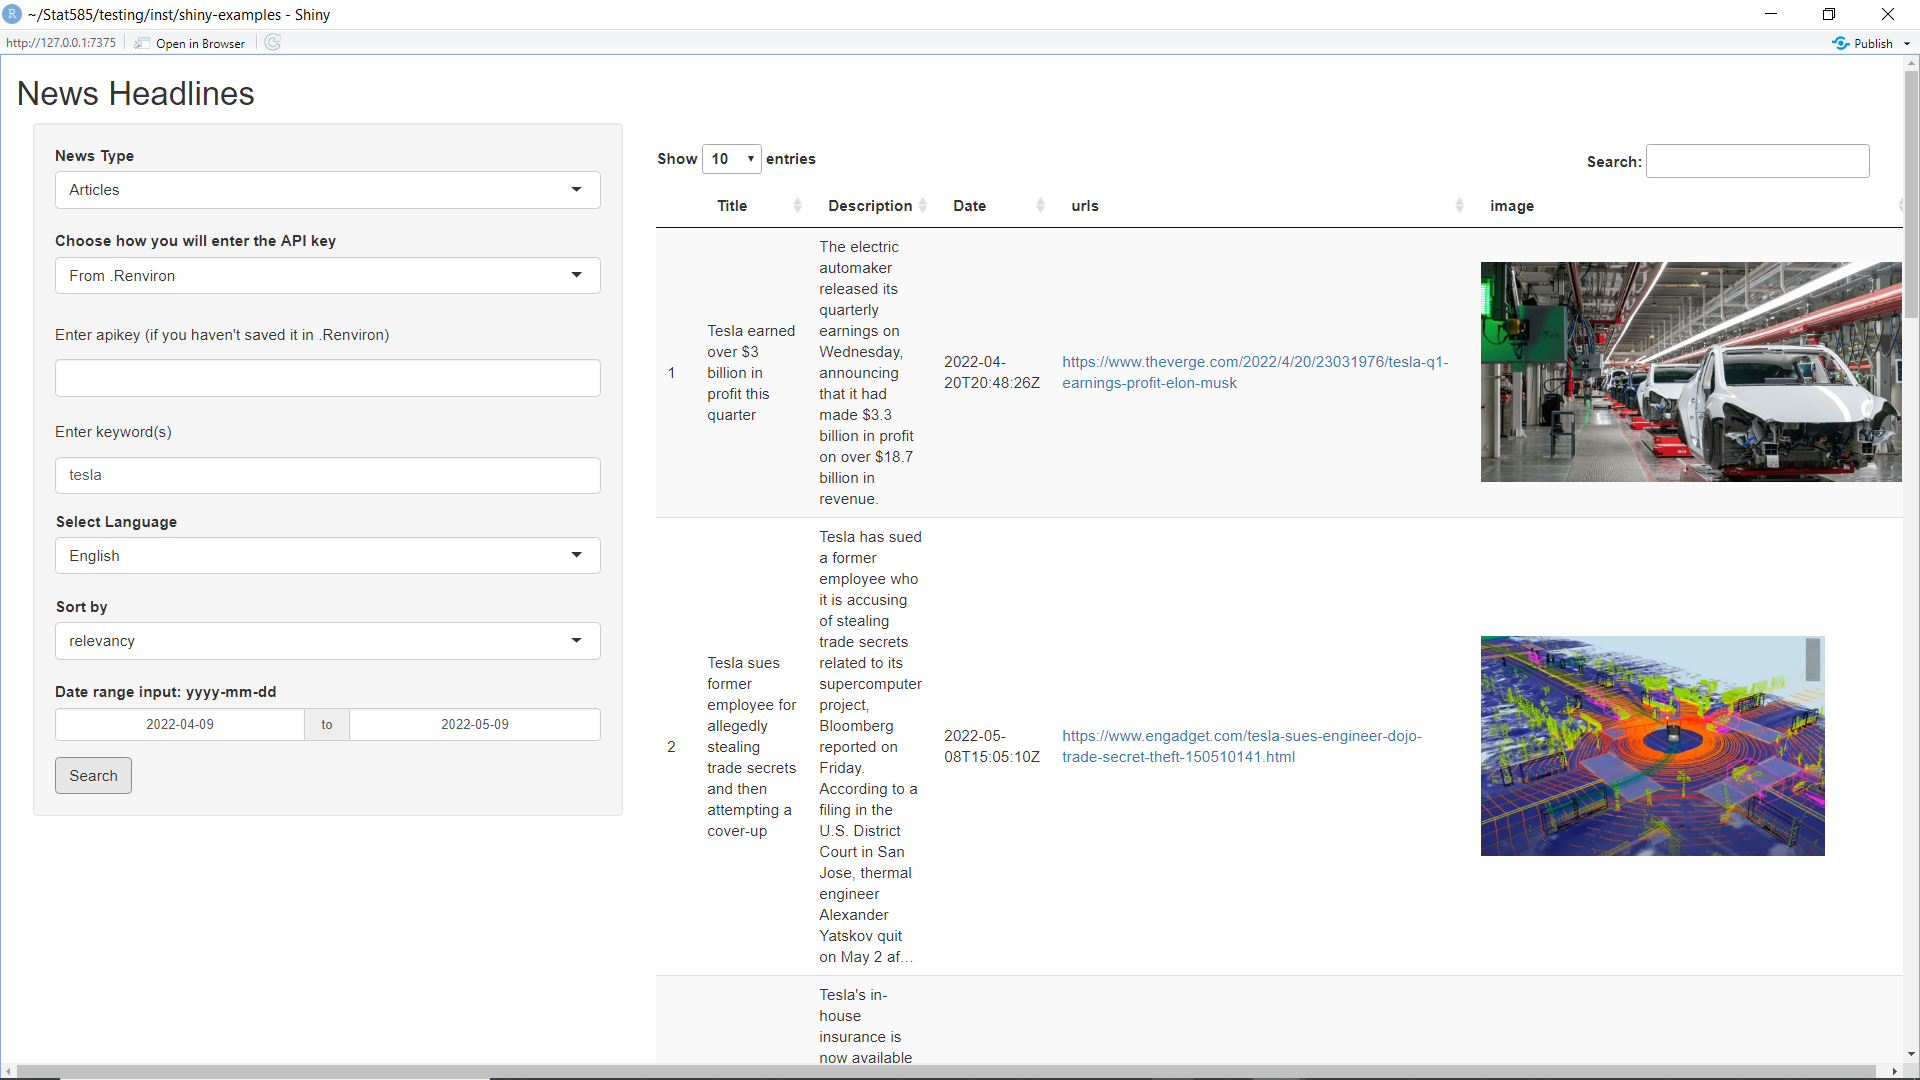 ~/Stat585/testing/inst/shiny-examples - Shiny
http://127.0.0.1:7375
Open in Browser
Publish
News Headlines
News Type
Articles
Choose how you will enter the API key
From .Renviron
Enter apikey (if you haven't saved it in .Renviron)
Enter keyword(s)
tesla
Select Language
English
Sort by
relevancy
Date range input: yyyy-mm-dd
2022-04-09 to 2022-05-09
Search
Show 10 entries
Search:
Title Description Date urls image
1
Tesla earned
over $3
billion in
profit this
quarter
The electric
automaker
released its
quarterly
earnings on
Wednesday,
announcing
that it had
made $3.3
billion in profit
on over $18.7
billion in
revenue.
2022-04-
20T20:48:26Z
https://www.theverge.com/2022/4/20/23031976/tesla-q1-
earnings-profit-elon-musk
2
Tesla sues
former
employee for
allegedly
stealing
trade secrets
and then
attempting a
cover-up
Tesla has sued
a former
employee who
it is accusing
of stealing
trade secrets
related to its
supercomputer
project,
Bloomberg
reported on
Friday.
According to a
filing in the
U.S. District
Court in San
Jose, thermal
engineer
Alexander
Yatskov quit
on May 2 af…
2022-05-
08T15:05:10Z
https://www.engadget.com/tesla-sues-engineer-dojo-
trade-secret-theft-150510141.html
Tesla's in-
house
insurance is
now available